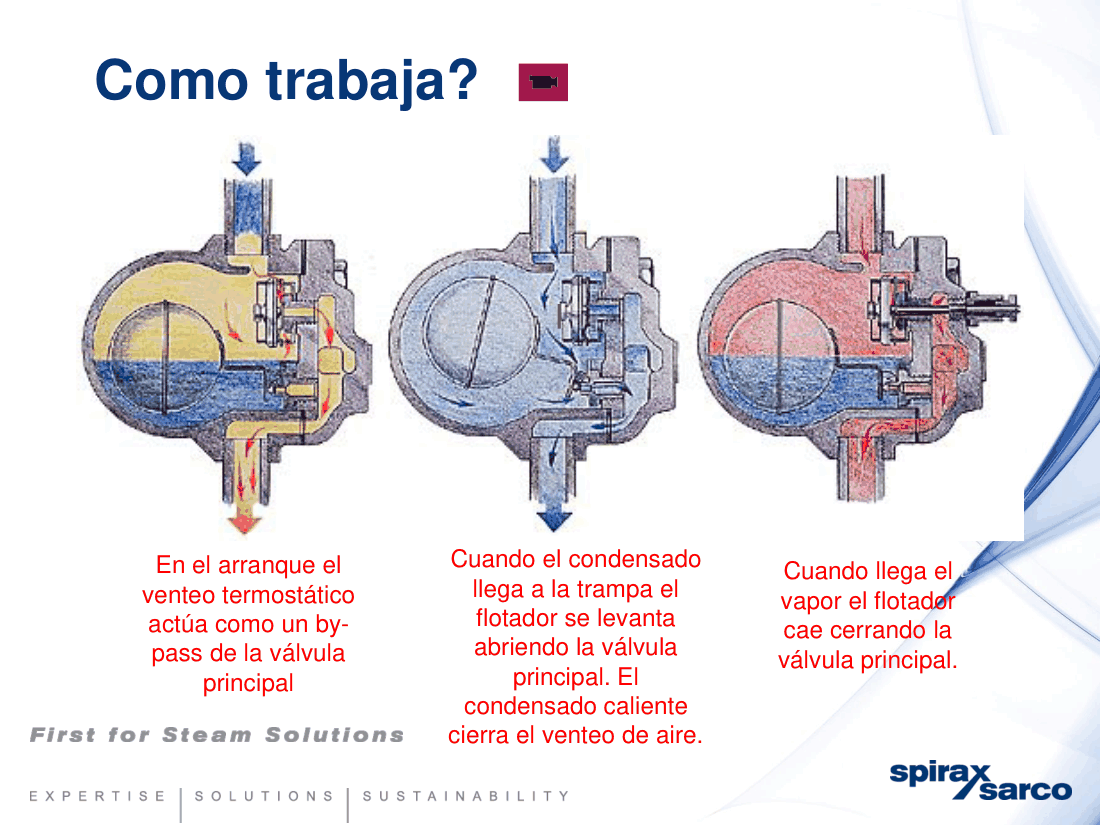 Como trabaja?
En el arranque el
venteo termostático
actúa como un by-
pass de la válvula
principal
Cuando el condensado
llega a la trampa el
flotador se levanta
abriendo la válvula
principal. El
condensado caliente
cierra el venteo de aire.
Cuando llega el
vapor el flotador
cae cerrando la
válvula principal.
First for Steam Solutions
EXPERTISE SOLUTIONS SUSTAINABILITY
spirax
sarco